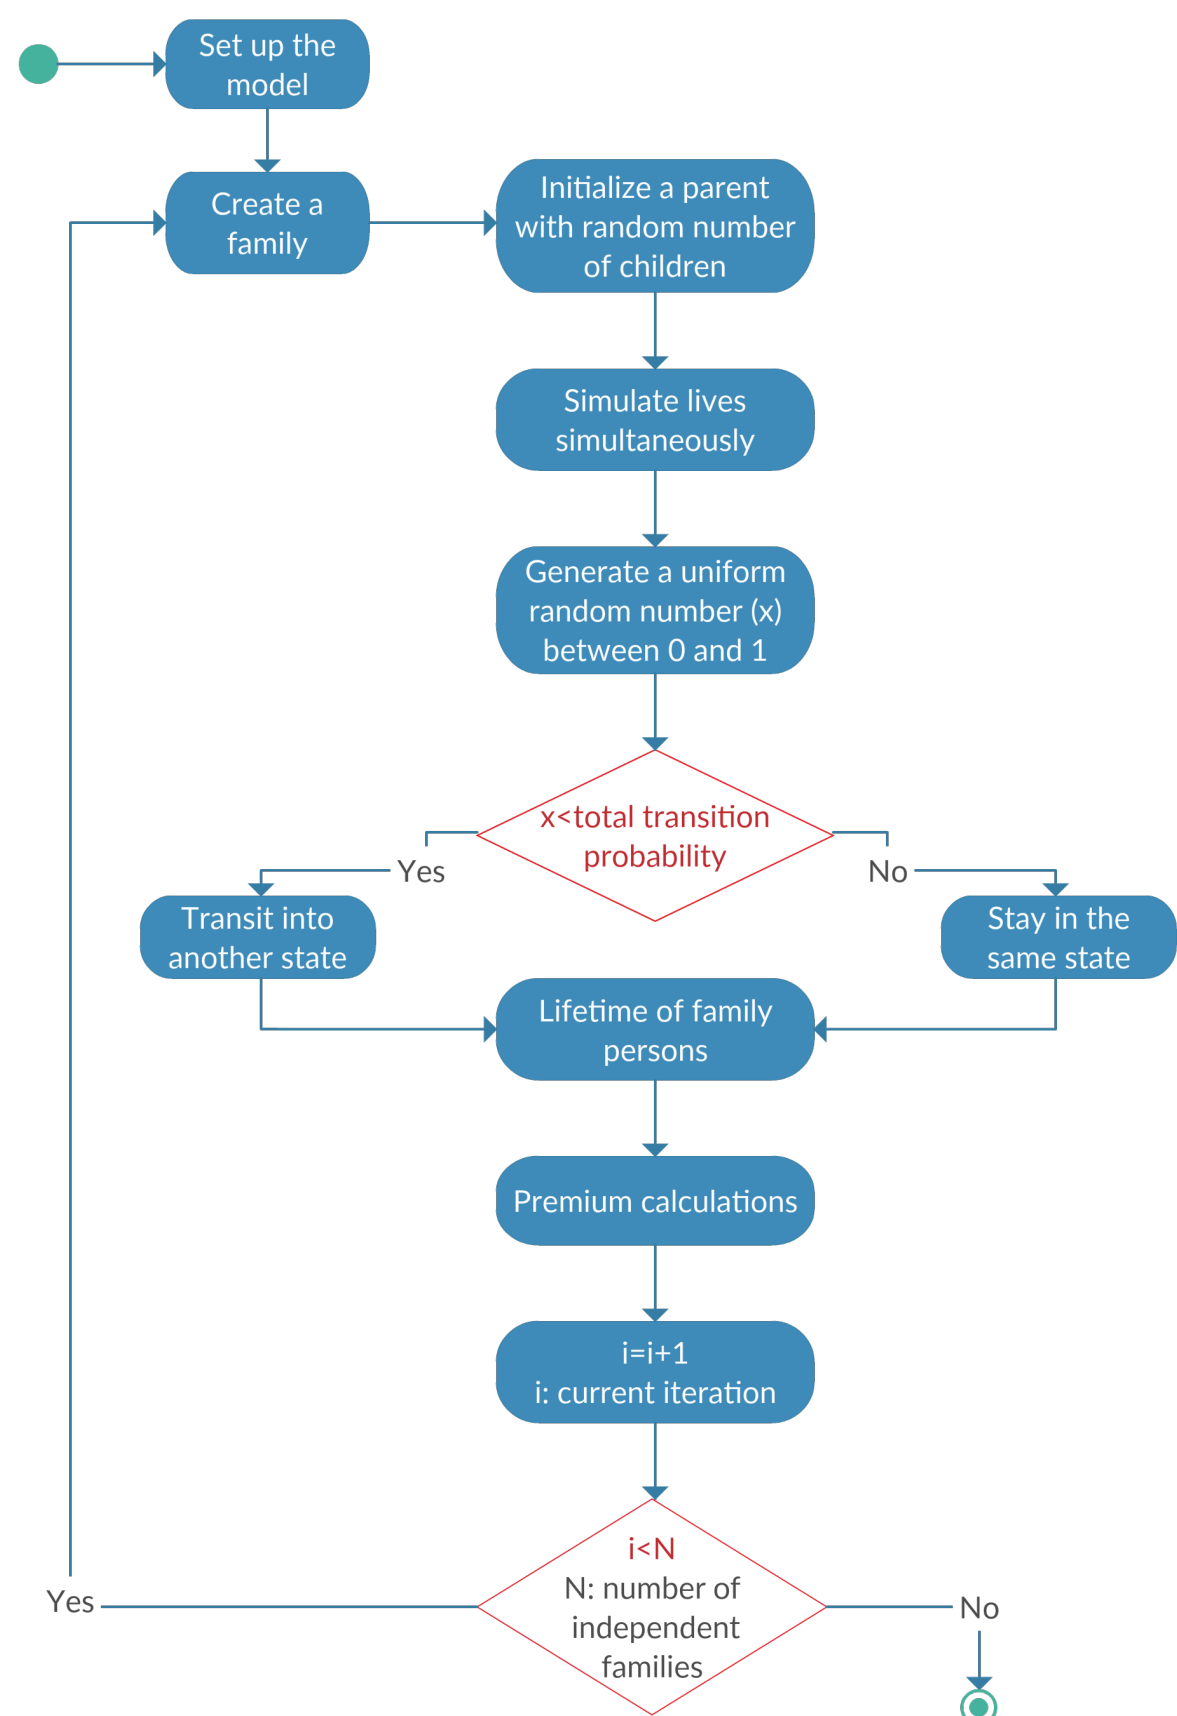 Set up the
model
Create a
family
Initialize a parent
with random number
of children
Simulate lives
simultaneously
Generate a uniform
random number (x)
between 0 and 1
x<total transition
probability
Yes
No
Transit into
another state
Stay in the
same state
Lifetime of family
persons
Premium calculations
i=i+1
i: current iteration
i<N
N: number of
independent
families
Yes
No